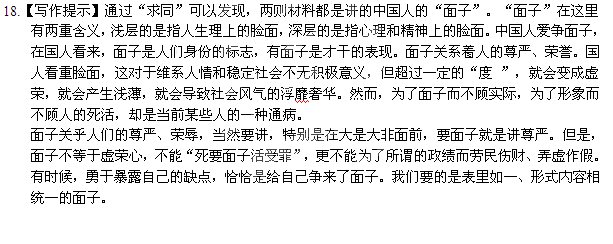 18.【写作提示】通过“求同”可以发现，两则材料都是讲的中国人的“面子”。“面子”在这里
有两重含义，浅层的是指人生理上的脸面，深层的是指心理和精神上的脸面。中国人爱争面子，
在国人看来，面子是人们身份的标志，有面子是才干的表现。面子关系着人的尊严、荣誉。国
人看重脸面，这对于维系人情和稳定社会不无积极意义，但超过一定的“度 ”，就会变成虚
荣，就会产生浅薄，就会导致社会风气的浮靡奢华。然而，为了面子而不顾实际，为了形象而
不顾人的死活，却是当前某些人的一种通病。
面子关乎人们的尊严、荣辱，当然要讲，特别是在大是大非面前，要面子就是讲尊严。但是，
面子不等于虚荣心，不能“死要面子活受罪”，更不能为了所谓的政绩而劳民伤财、弄虚作假。
有时候，勇于暴露自己的缺点，恰恰是给自己争来了面子。我们要的是表里如一、形式内容相
统一的面子。